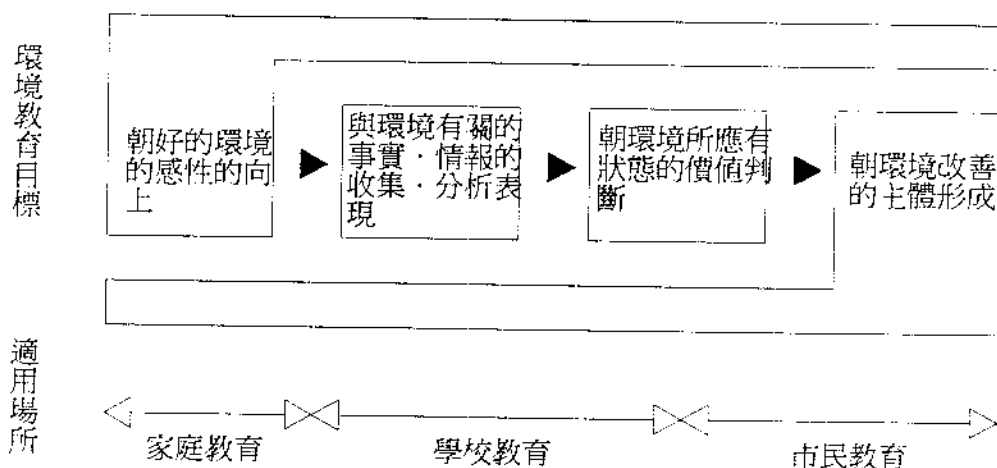 環境教育目標
朝好的環境
的感性的向
上
與環境有關的
事實・情報的
收集・分析表
現
朝環境所應有
狀態的價值判
斷
朝環境改善
的主體形成
適用場所
家庭教育
學校教育
市民教育